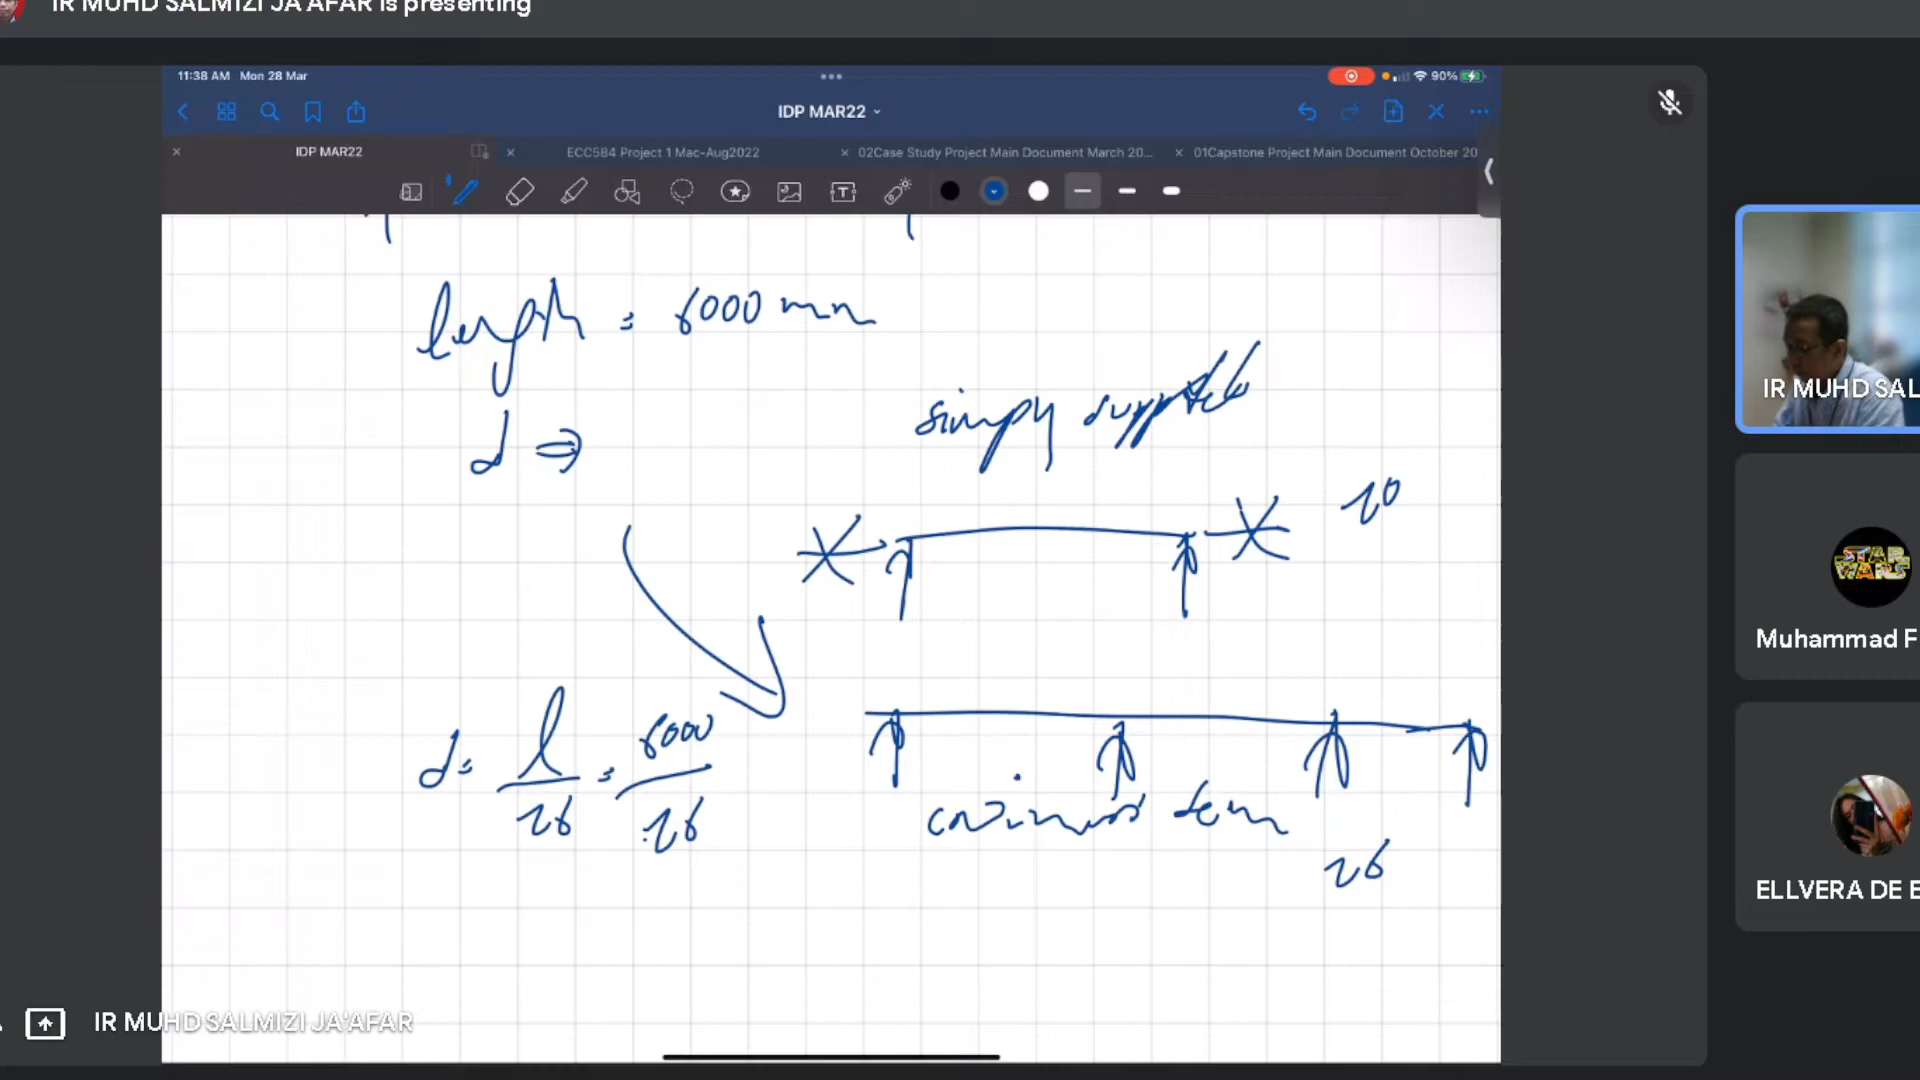 IR MUHD SALMIZI JA'AFAR is presenting
11:38 AM Mon 28 Mar
90%
IDP MAR22
IDP MAR22
ECC584 Project 1 Mac-Aug2022
02Case Study Project Main Document March 20...
01Capstone Project Main Document October 20
T
length = 6000 mm
d ⇒
simply supported
20
d = l/26 = 6000/26
continuous beam
26
IR MUHD SAL
STAR WARS
Muhammad F
ELLVERA DE E
IR MUHD SALMIZI JA'AFAR